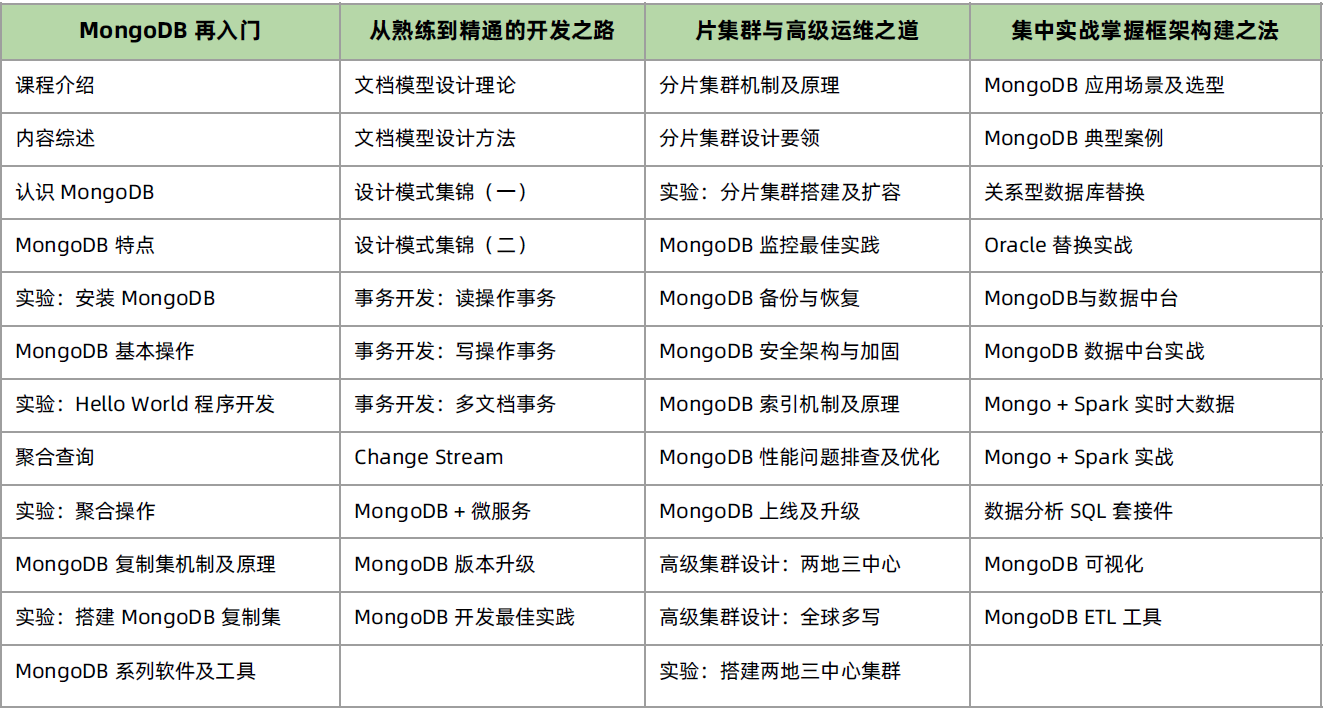 MongoDB 再入门 从熟练到精通的开发之路 片集群与高级运维之道 集中实战掌握框架构建之法
课程介绍 文档模型设计理论 分片集群机制及原理 MongoDB 应用场景及选型
内容综述 文档模型设计方法 分片集群设计要领 MongoDB 典型案例
认识 MongoDB 设计模式集锦（一） 实验：分片集群搭建及扩容 关系型数据库替换
MongoDB 特点 设计模式集锦（二） MongoDB 监控最佳实践 Oracle 替换实战
实验：安装 MongoDB 事务开发：读操作事务 MongoDB 备份与恢复 MongoDB与数据中台
MongoDB 基本操作 事务开发：写操作事务 MongoDB 安全架构与加固 MongoDB 数据中台实战
实验：Hello World 程序开发 事务开发：多文档事务 MongoDB 索引机制及原理 Mongo + Spark 实时大数据
聚合查询 Change Stream MongoDB 性能问题排查及优化 Mongo + Spark 实战
实验：聚合操作 MongoDB + 微服务 MongoDB 上线及升级 数据分析 SQL 套接件
MongoDB 复制集机制及原理 MongoDB 版本升级 高级集群设计：两地三中心 MongoDB 可视化
实验：搭建 MongoDB 复制集 MongoDB 开发最佳实践 高级集群设计：全球多写 MongoDB ETL 工具
MongoDB 系列软件及工具 实验：搭建两地三中心集群